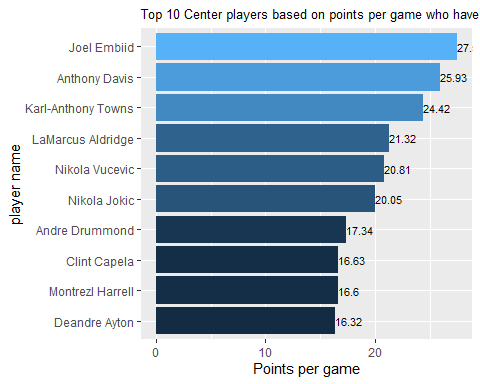 Top 10 Center players based on points per game who have
Joel Embiid 27.
Anthony Davis 25.93
Karl-Anthony Towns 24.42
LaMarcus Aldridge 21.32
Nikola Vucevic 20.81
Nikola Jokic 20.05
Andre Drummond 17.34
Clint Capela 16.63
Montrezl Harrell 16.6
Deandre Ayton 16.32
player name
0 10 20
Points per game